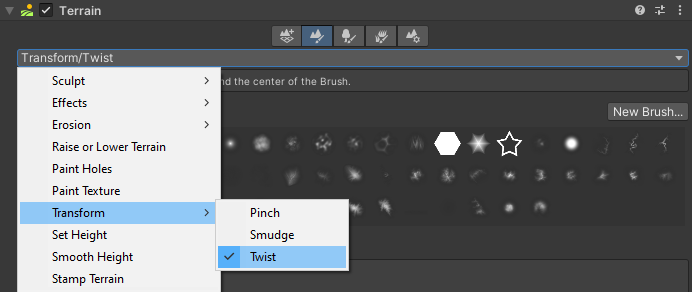 Terrain
Transform/Twist
Sculpt
nd the center of the Brush.
Effects
Erosion
New Brush...
Raise or Lower Terrain
Paint Holes
Paint Texture
Transform
Pinch
Set Height
Smudge
Smooth Height
Twist
Stamp Terrain